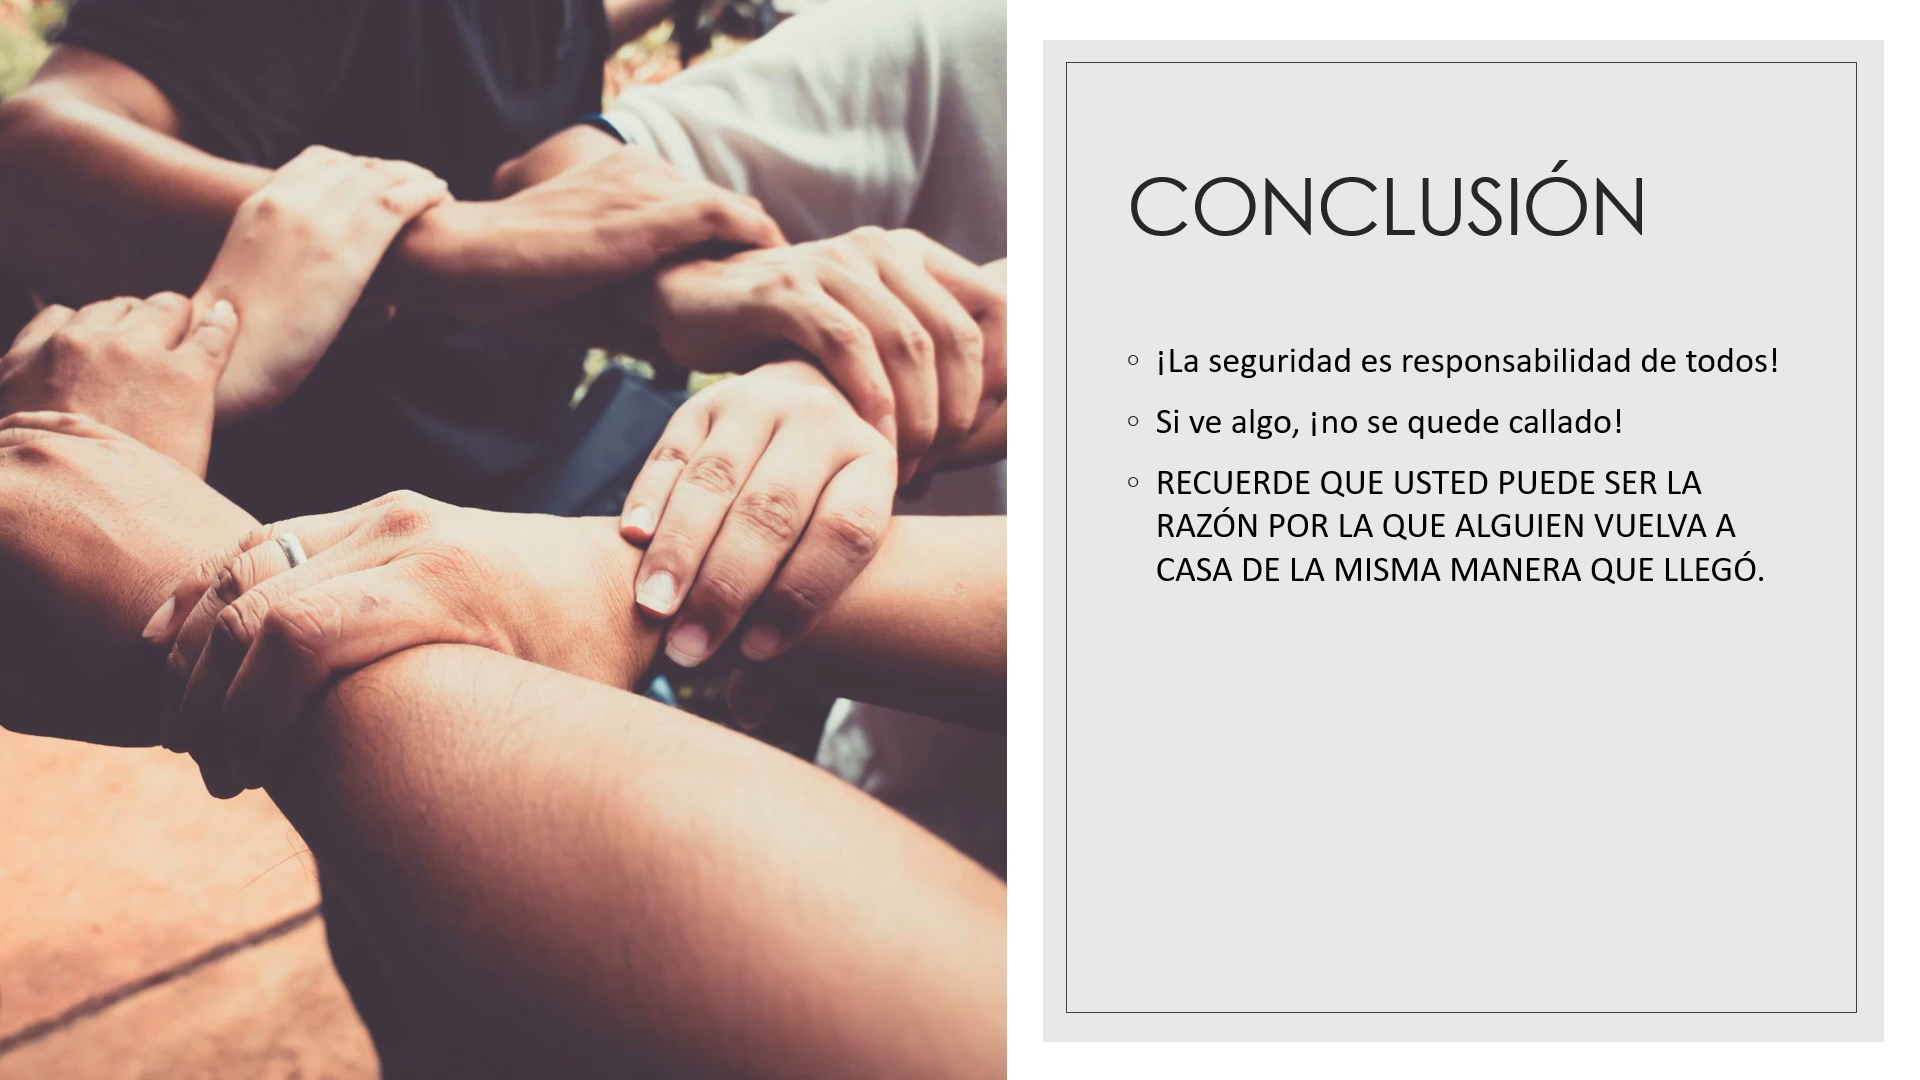 CONCLUSIÓN
◦ ¡La seguridad es responsabilidad de todos!
◦ Si ve algo, ¡no se quede callado!
◦ RECUERDE QUE USTED PUEDE SER LA
RAZÓN POR LA QUE ALGUIEN VUELVA A
CASA DE LA MISMA MANERA QUE LLEGÓ.